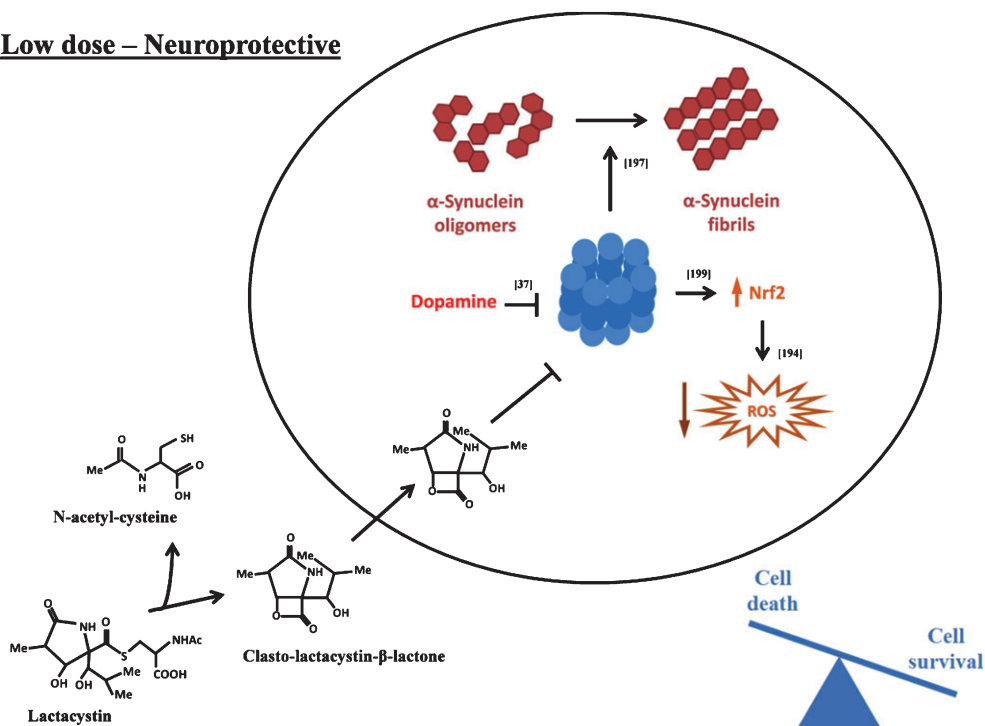 Low dose – Neuroprotective
[197]
α-Synuclein
oligomers
α-Synuclein
fibrils
Dopamine
[37]
[199]
Nrf2
[194]
ROS
O
Me
NH
Me
Me
O
O
OH
O
SH
Me
N
H
O
OH
N-acetyl-cysteine
O
Me
NH
Me
Me
O
O
OH
Clasto-lactacystin-β-lactone
O
NH
O
Me
S
NHAc
COOH
OH
OH
Me
Me
Lactacystin
Cell
death
Cell
survival